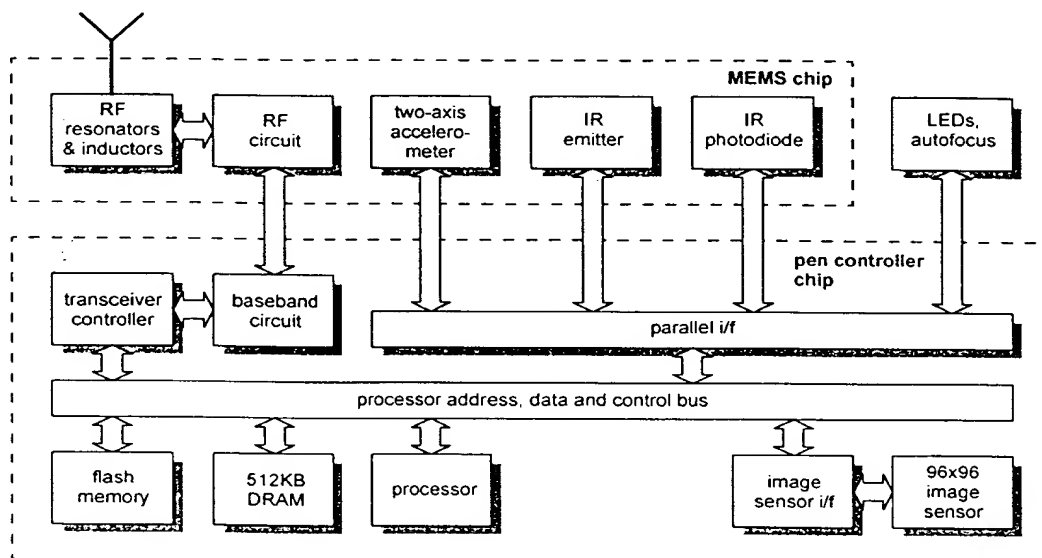 MEMS chip
RF
resonators
& inductors
RF
circuit
two-axis
accelero-
meter
IR
emitter
IR
photodiode
LEDs,
autofocus
pen controller
chip
transceiver
controller
baseband
circuit
parallel i/f
processor address, data and control bus
flash
memory
512KB
DRAM
processor
image
sensor i/f
96x96
image
sensor